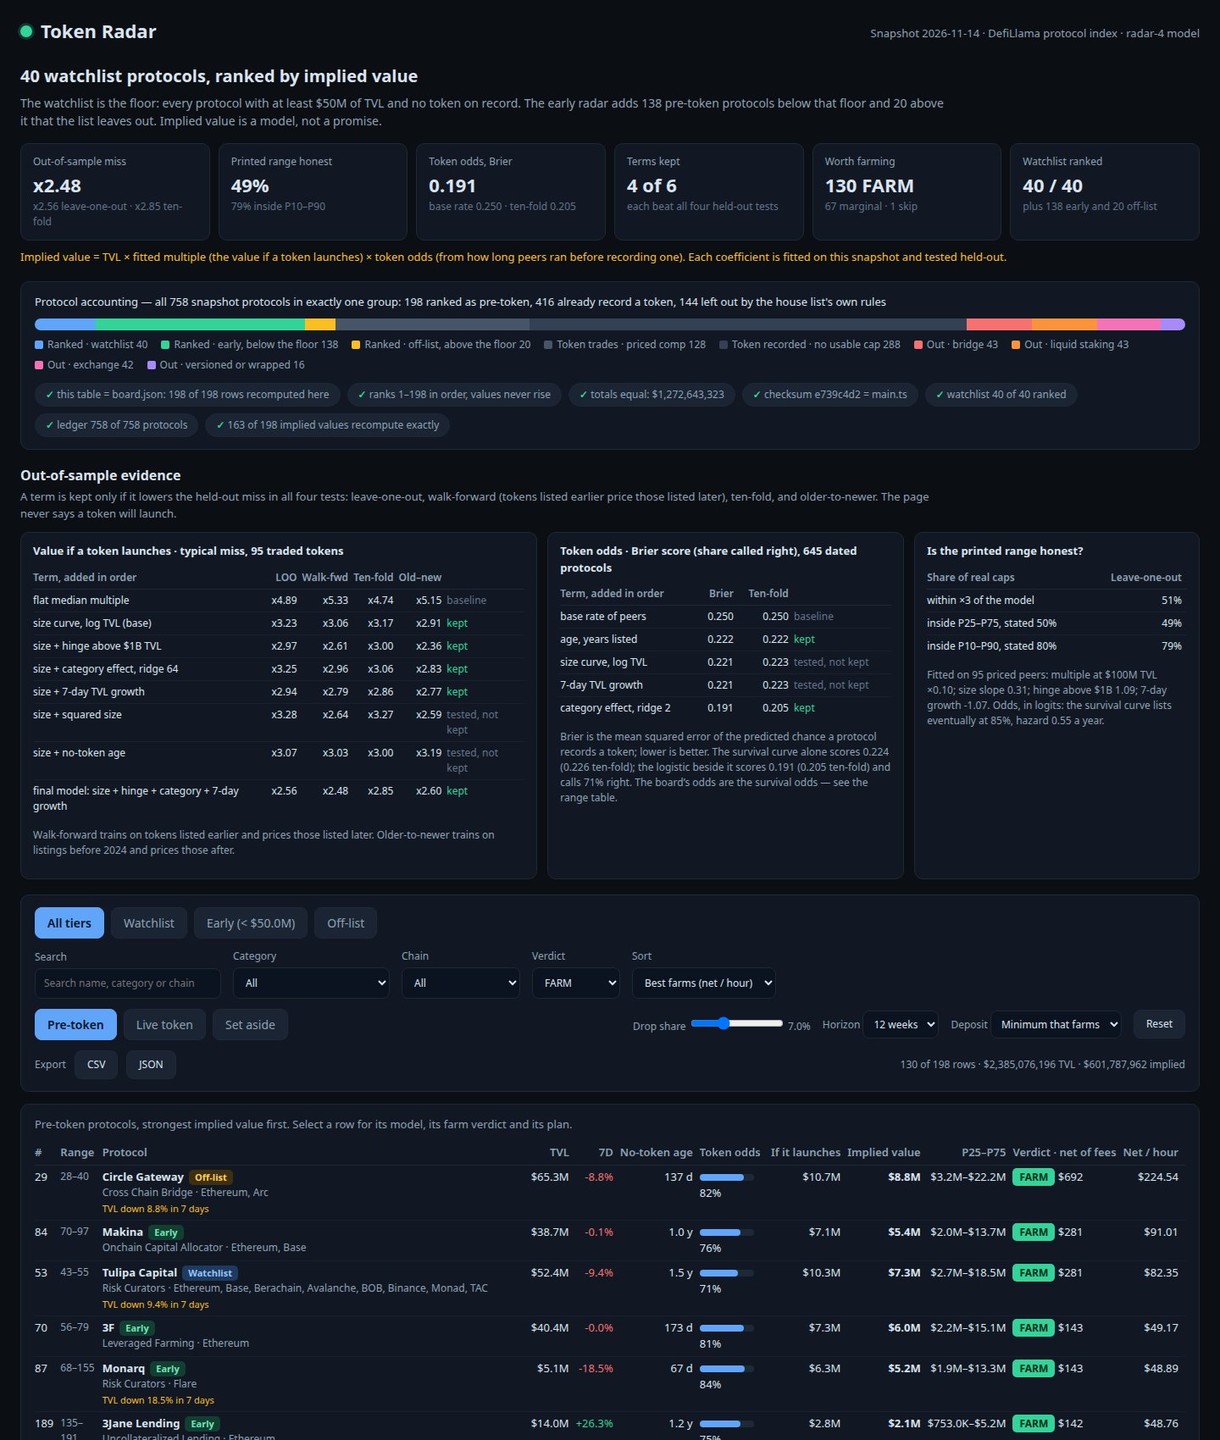 Token Radar
Snapshot 2026-11-14 · DefiLlama protocol index · radar-4 model
40 watchlist protocols, ranked by implied value
The watchlist is the floor: every protocol with at least $50M of TVL and no token on record. The early radar adds 138 pre-token protocols below that floor and 20 above
it that the list leaves out. Implied value is a model, not a promise.
Out-of-sample miss
x2.48
x2.56 leave-one-out · x2.85 ten-
fold
Printed range honest
49%
79% inside P10–P90
Token odds, Brier
0.191
base rate 0.250 · ten-fold 0.205
Terms kept
4 of 6
each beat all four held-out tests
Worth farming
130 FARM
67 marginal · 1 skip
Watchlist ranked
40 / 40
plus 138 early and 20 off-list
Implied value = TVL × fitted multiple (the value if a token launches) × token odds (from how long peers ran before recording one). Each coefficient is fitted on this snapshot and tested held-out.
Protocol accounting — all 758 snapshot protocols in exactly one group: 198 ranked as pre-token, 416 already record a token, 144 left out by the house list's own rules
Ranked · watchlist 40 Ranked · early, below the floor 138 Ranked · off-list, above the floor 20 Token trades · priced comp 128 Token recorded · no usable cap 288 Out · bridge 43 Out · liquid staking 43
Out · exchange 42 Out · versioned or wrapped 16
✓ this table = board.json: 198 of 198 rows recomputed here ✓ ranks 1–198 in order, values never rise ✓ totals equal: $1,272,643,323 ✓ checksum e739c4d2 = main.ts ✓ watchlist 40 of 40 ranked
✓ ledger 758 of 758 protocols ✓ 163 of 198 implied values recompute exactly
Out-of-sample evidence
A term is kept only if it lowers the held-out miss in all four tests: leave-one-out, walk-forward (tokens listed earlier price those listed later), ten-fold, and older-to-newer. The page
never says a token will launch.
Value if a token launches · typical miss, 95 traded tokens
Term, added in order LOO Walk-fwd Ten-fold Old–new
flat median multiple x4.89 x5.33 x4.74 x5.15 baseline
size curve, log TVL (base) x3.23 x3.06 x3.17 x2.91 kept
size + hinge above $1B TVL x2.97 x2.61 x3.00 x2.36 kept
size + category effect, ridge 64 x3.25 x2.96 x3.06 x2.83 kept
size + 7-day TVL growth x2.94 x2.79 x2.86 x2.77 kept
size + squared size x3.28 x2.64 x3.27 x2.59 tested, not
kept
size + no-token age x3.07 x3.03 x3.00 x3.19 tested, not
kept
final model: size + hinge + category + 7-day x2.56 x2.48 x2.85 x2.60 kept
growth
Walk-forward trains on tokens listed earlier and prices those listed later. Older-to-newer trains on
listings before 2024 and prices those after.
Token odds · Brier score (share called right), 645 dated
protocols
Term, added in order Brier Ten-fold
base rate of peers 0.250 0.250 baseline
age, years listed 0.222 0.222 kept
size curve, log TVL 0.221 0.223 tested, not kept
7-day TVL growth 0.221 0.223 tested, not kept
category effect, ridge 2 0.191 0.205 kept
Brier is the mean squared error of the predicted chance a protocol
records a token; lower is better. The survival curve alone scores 0.224
(0.226 ten-fold); the logistic beside it scores 0.191 (0.205 ten-fold) and
calls 71% right. The board's odds are the survival odds — see the
range table.
Is the printed range honest?
Share of real caps Leave-one-out
within ×3 of the model 51%
inside P25–P75, stated 50% 49%
inside P10–P90, stated 80% 79%
Fitted on 95 priced peers: multiple at $100M TVL
×0.10; size slope 0.31; hinge above $1B 1.09; 7-day
growth -1.07. Odds, in logits: the survival curve lists
eventually at 85%, hazard 0.55 a year.
All tiers Watchlist Early (< $50.0M) Off-list
Search Category Chain Verdict Sort
Search name, category or chain All All FARM Best farms (net / hour)
Pre-token Live token Set aside Drop share 7.0% Horizon 12 weeks Deposit Minimum that farms Reset
Export CSV JSON 130 of 198 rows · $2,385,076,196 TVL · $601,787,962 implied
Pre-token protocols, strongest implied value first. Select a row for its model, its farm verdict and its plan.
# Range Protocol TVL 7D No-token age Token odds If it launches Implied value P25–P75 Verdict · net of fees Net / hour
29 28–40 Circle Gateway Off-list $65.3M -8.8% 137 d 82% $10.7M $8.8M $3.2M–$22.2M FARM $692 $224.54
Cross Chain Bridge · Ethereum, Arc
TVL down 8.8% in 7 days
84 70–97 Makina Early $38.7M -0.1% 1.0 y 76% $7.1M $5.4M $2.0M–$13.7M FARM $281 $91.01
Onchain Capital Allocator · Ethereum, Base
53 43–55 Tulipa Capital Watchlist $52.4M -9.4% 1.5 y 71% $10.3M $7.3M $2.7M–$18.5M FARM $281 $82.35
Risk Curators · Ethereum, Base, Berachain, Avalanche, BOB, Binance, Monad, TAC
TVL down 9.4% in 7 days
70 56–79 3F Early $40.4M -0.0% 173 d 81% $7.3M $6.0M $2.2M–$15.1M FARM $143 $49.17
Leveraged Farming · Ethereum
87 68–155 Monarq Early $5.1M -18.5% 67 d 84% $6.3M $5.2M $1.9M–$13.3M FARM $143 $48.89
Risk Curators · Flare
TVL down 18.5% in 7 days
189 135–191 3Jane Lending Early $14.0M +26.3% 1.2 y 75% $2.8M $2.1M $753.0K–$5.2M FARM $142 $48.76
Uncollateralized Lending · Ethereum